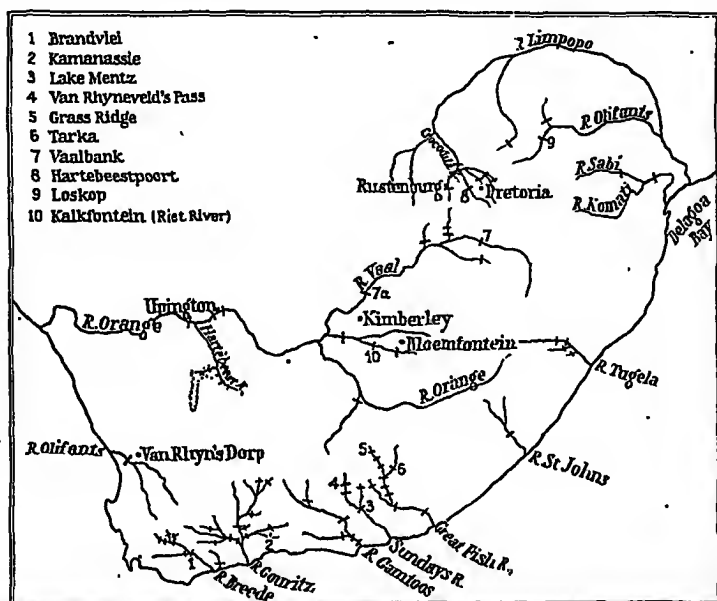 1 Brandvlei
2 Kamanassie
3 Lake Mentz
4 Van Rhyneveld's Pass
5 Grass Ridge
6 Tarka
7 Vaalbank
8 Hartebeestpoort
9 Loskop
10 Kalkfontein (Riet River)
R Limpopo
R Olifants
Crocodile
9
R. Sabi
Rustenburg
8
Pretoria
R. Komati
Delagoa Bay
7
R. Vaal
7a
Upington
Kimberley
R. Orange
Hartebeest R.
Bloemfontein
10
R. Orange
R. Tugela
R Olifants
Van Rhyn's Dorp
5
6
R. St Johns
4
3
Great Fish R.
2
Sundays R.
1
R. Gamtoos
R. Gouritz
R. Breede